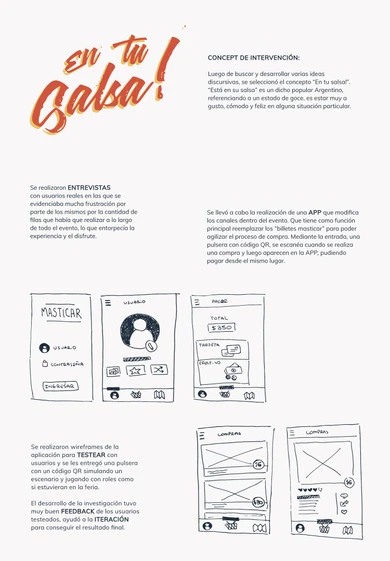 en tu
Salsa!
CONCEPT DE INTERVENCIÓN:
Luego de buscar y desarrollar varias ideas
discursivas, se seleccionó el concepto “En tu salsa!”.
“Está en su salsa” es un dicho popular Argentino,
referenciando a un estado de goce, es estar muy a
gusto, cómodo y feliz en alguna situación particular.
Se realizaron ENTREVISTAS
con usuarios reales en las que se
evidenciaba mucha frustración por
parte de los mismos por la cantidad de
filas que había que realizar a lo largo
de todo el evento, lo que entorpecía la
experiencia y el disfrute.
Se llevó a cabo la realización de una APP que modifica
los canales dentro del evento. Que tiene como función
principal reemplazar los “billetes masticar” para poder
agilizar el proceso de compra. Mediante la entrada, una
pulsera con código QR, se escanéa cuando se realiza
una compra y luego aparecen en la APP, pudiendo
pagar desde el mismo lugar.
MASTICAR
USUARIO
CONTRASEÑA
INGRESAR
USUARIO
PAGAR
TOTAL
$350
TARJETA
EFECTIVO
Se realizaron wireframes de la
aplicación para TESTEAR con
usuarios y se les entregó una pulsera
con un código QR simulando un
escenario y jugando con roles como
si estuvieran en la feria.
El desarrollo de la investigación tuvo
muy buen FEEDBACK de los usuarios
testeados, ayudó a la ITERACIÓN
para conseguir el resultado final.
COMPRAS
COMPRAS